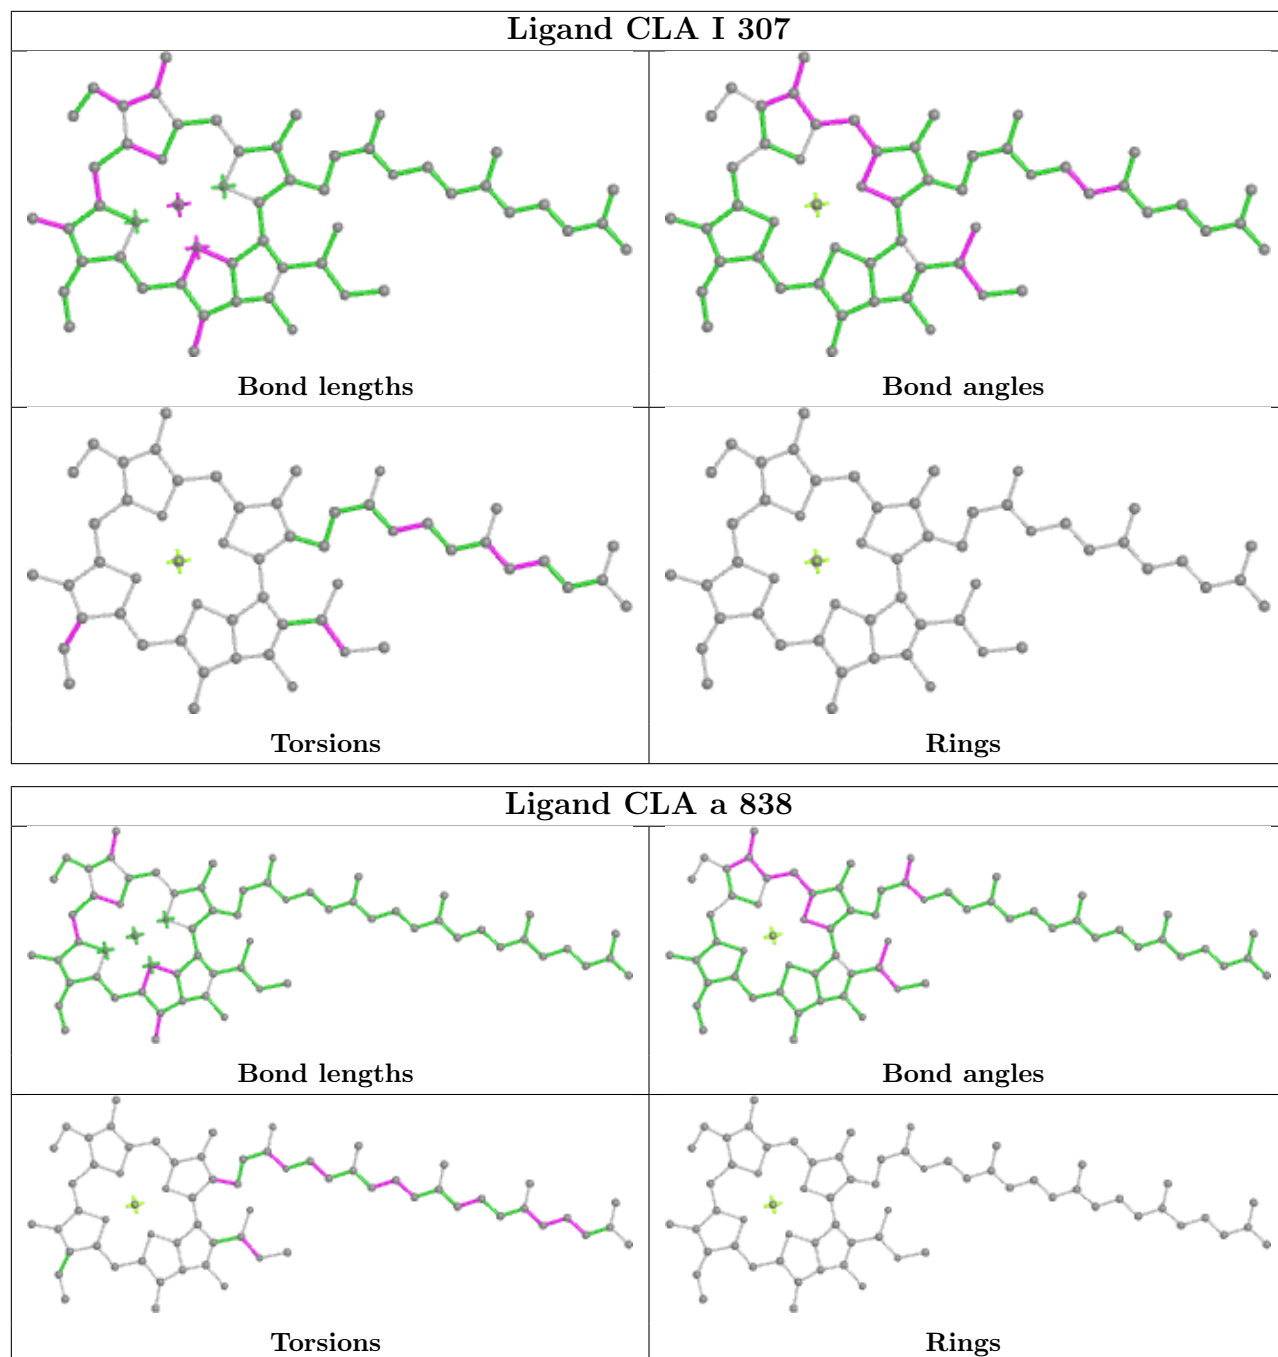 Ligand CLA I 307
Bond lengths
Bond angles
Torsions
Rings
Ligand CLA a 838
Bond lengths
Bond angles
Torsions
Rings